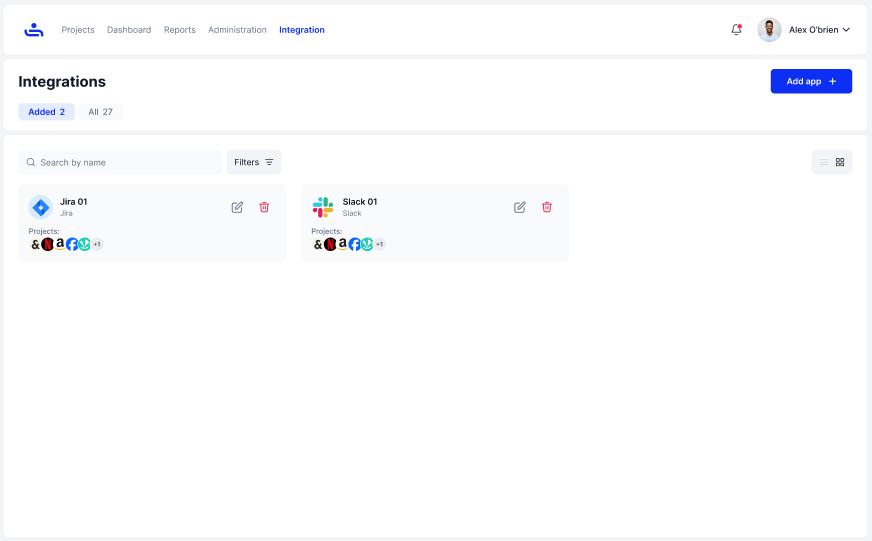 Projects Dashboard Reports Administration Integration Alex O'brien
Integrations
Add app +
Added 2 All 27
Search by name Filters
Jira 01
Jira
Projects:
& N a f +1
Slack 01
Slack
Projects:
& N a f +1